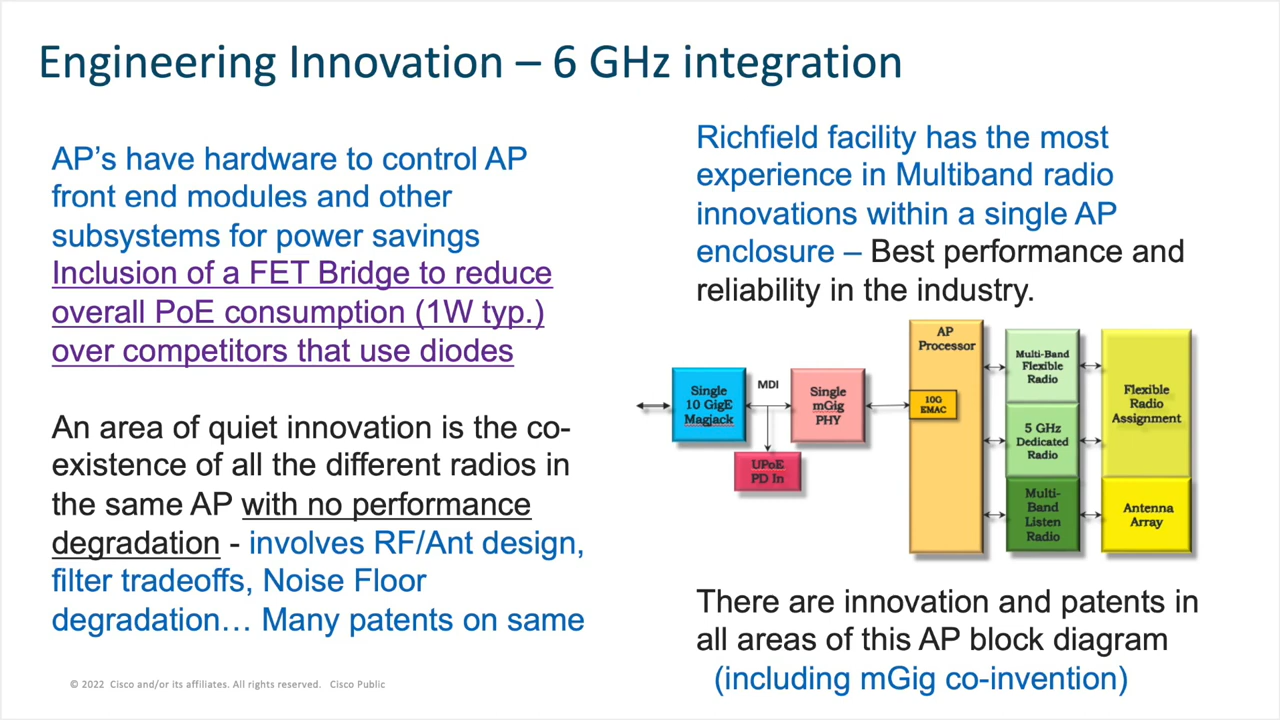 Engineering Innovation – 6 GHz integration
AP’s have hardware to control AP
front end modules and other
subsystems for power savings
Inclusion of a FET Bridge to reduce
overall PoE consumption (1W typ.)
over competitors that use diodes
An area of quiet innovation is the co-
existence of all the different radios in
the same AP with no performance
degradation - involves RF/Ant design,
filter tradeoffs, Noise Floor
degradation… Many patents on same
Richfield facility has the most
experience in Multiband radio
innovations within a single AP
enclosure – Best performance and
reliability in the industry.
Single
10 GigE
Magjack
MDI
UPoE
PD In
Single
mGig
PHY
AP
Processor
10G
EMAC
Multi-Band
Flexible
Radio
5 GHz
Dedicated
Radio
Multi-
Band
Listen
Radio
Flexible
Radio
Assignment
Antenna
Array
There are innovation and patents in
all areas of this AP block diagram
(including mGig co-invention)
© 2022 Cisco and/or its affiliates. All rights reserved. Cisco Public